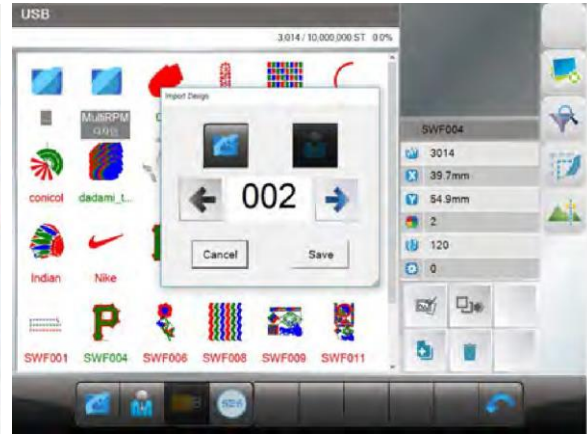 USB
3,014 / 10,000,000 ST 0.0%
Import Design
MultiRPM
SWF004
3014
conicol
dadami_t...
39.7mm
002
54.9mm
2
Cancel
Save
120
Indian
Nike
0
SWF001
SWF004
SWF006
SWF008
SWF009
SWF011